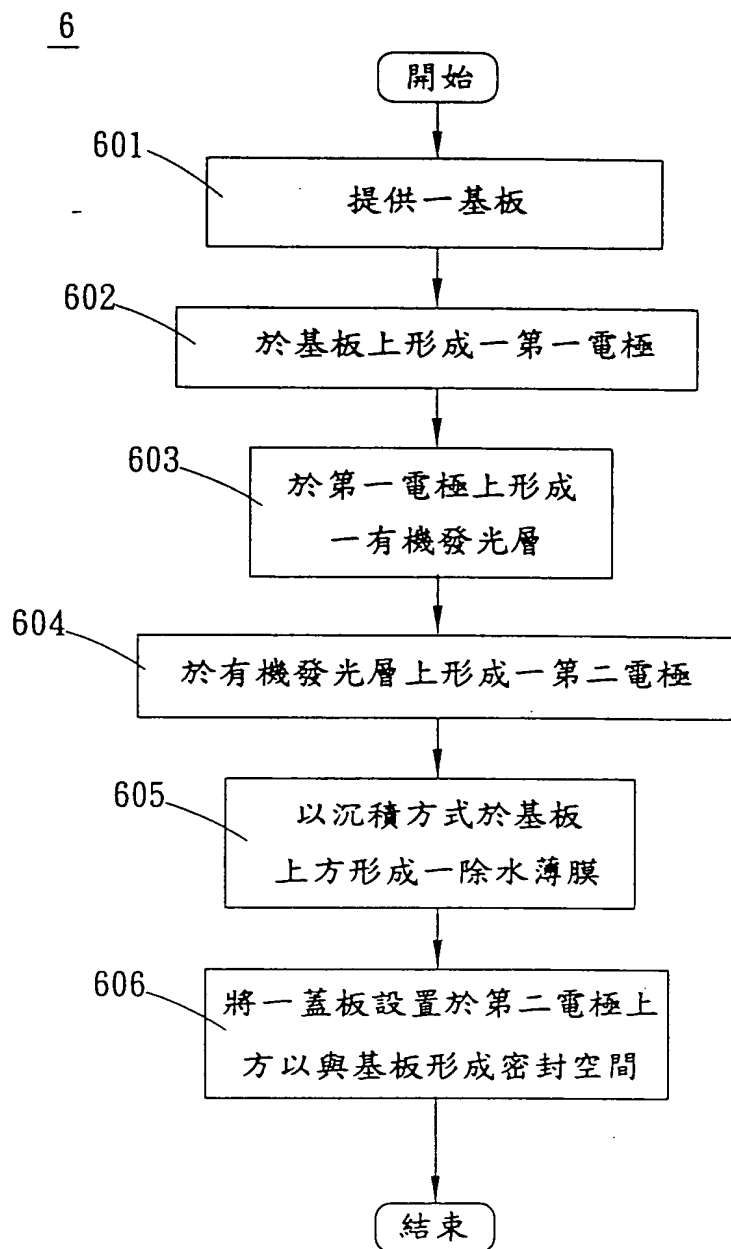 6
開始
601
提供一基板
602
於基板上形成一第一電極
603
於第一電極上形成
一有機發光層
604
於有機發光層上形成一第二電極
605
以沉積方式於基板
上方形成一除水薄膜
606
將一蓋板設置於第二電極上
方以與基板形成密封空間
結束